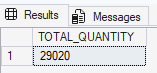 Results Messages
TOTAL_QUANTITY
1 29020